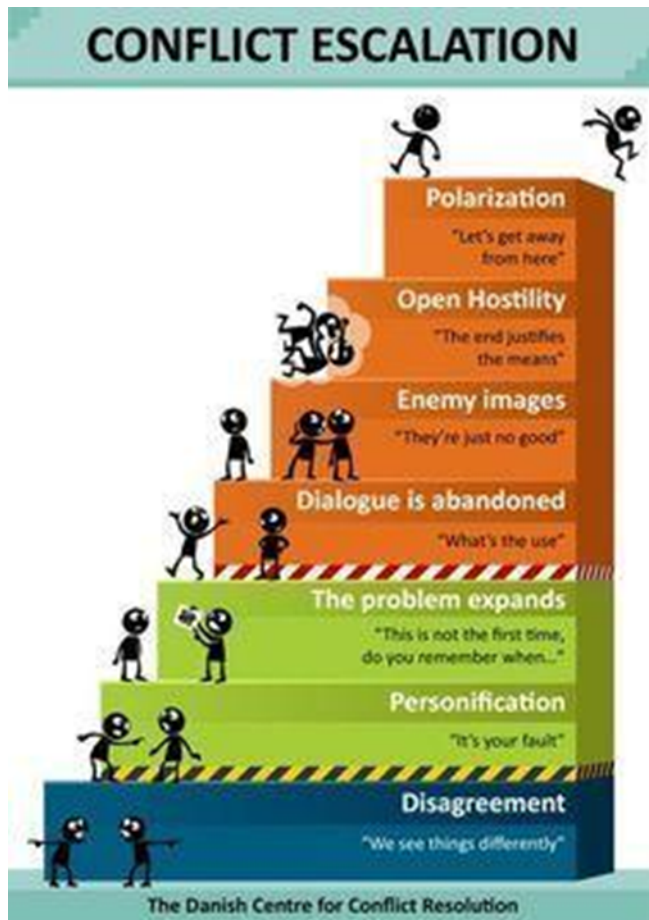 CONFLICT ESCALATION
Polarization
"Let's get away
from here"
Open Hostility
"The end justifies
the means"
Enemy images
"They're just no good"
Dialogue is abandoned
"What's the use"
The problem expands
"This is not the first time,
do you remember when..."
Personification
"It's your fault"
Disagreement
"We see things differently"
The Danish Centre for Conflict Resolution